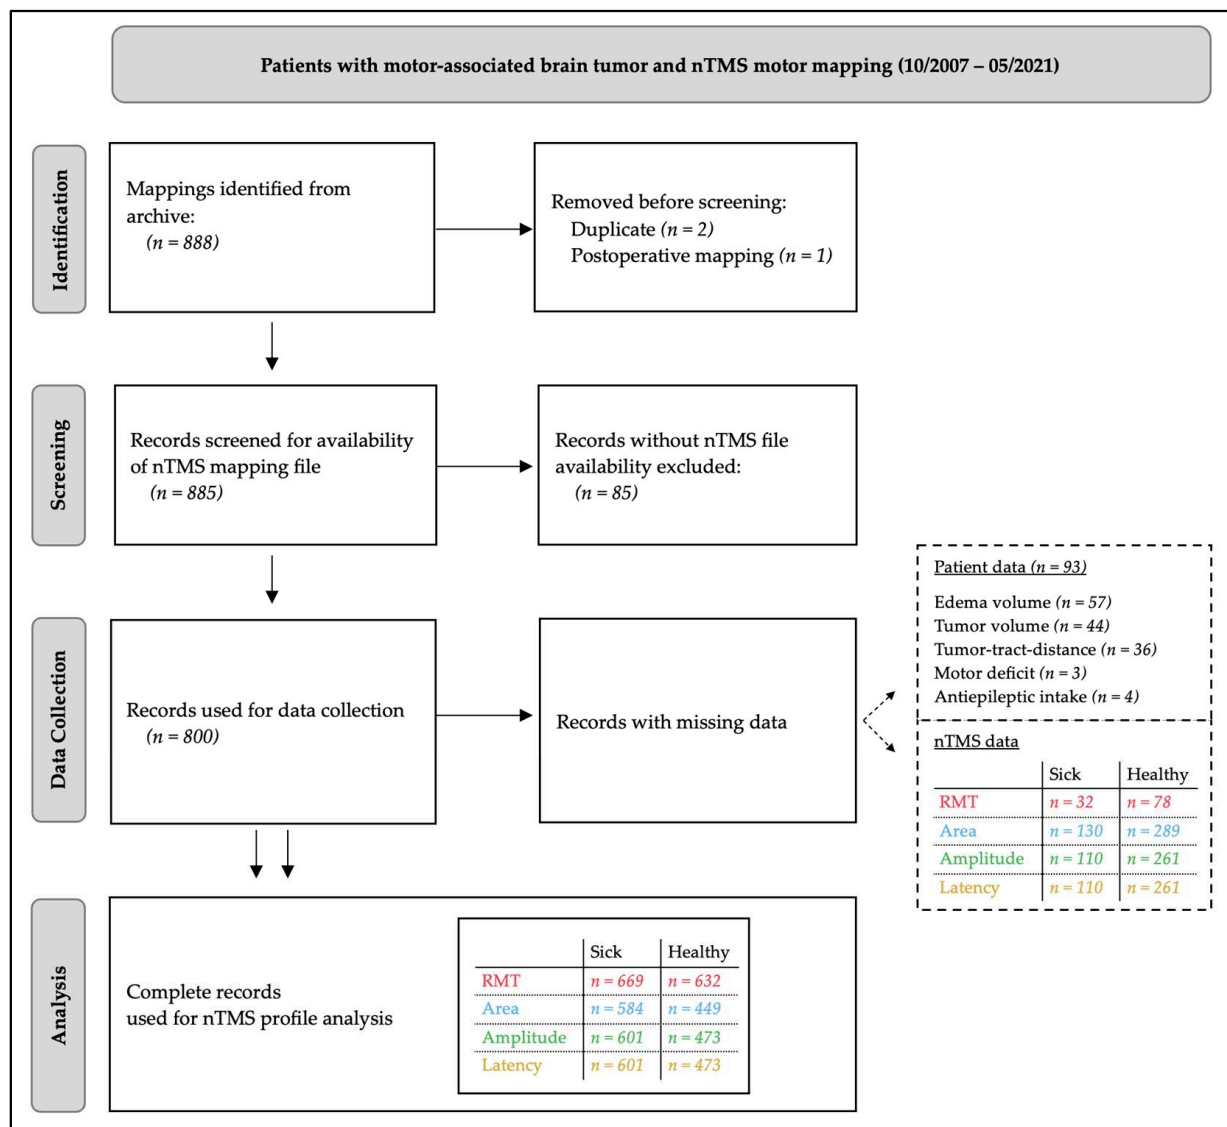 Patients with motor-associated brain tumor and nTMS motor mapping (10/2007 – 05/2021)
Identification
Mappings identified from
archive:
(n = 888)
Removed before screening:
Duplicate (n = 2)
Postoperative mapping (n = 1)
Screening
Records screened for availability
of nTMS mapping file
(n = 885)
Records without nTMS file
availability excluded:
(n = 85)
Data Collection
Records used for data collection
(n = 800)
Records with missing data
Patient data (n = 93)
Edema volume (n = 57)
Tumor volume (n = 44)
Tumor-tract-distance (n = 36)
Motor deficit (n = 3)
Antiepileptic intake (n = 4)
nTMS data
Sick Healthy
RMT n = 32 n = 78
Area n = 130 n = 289
Amplitude n = 110 n = 261
Latency n = 110 n = 261
Analysis
Complete records
used for nTMS profile analysis
Sick Healthy
RMT n = 669 n = 632
Area n = 584 n = 449
Amplitude n = 601 n = 473
Latency n = 601 n = 473